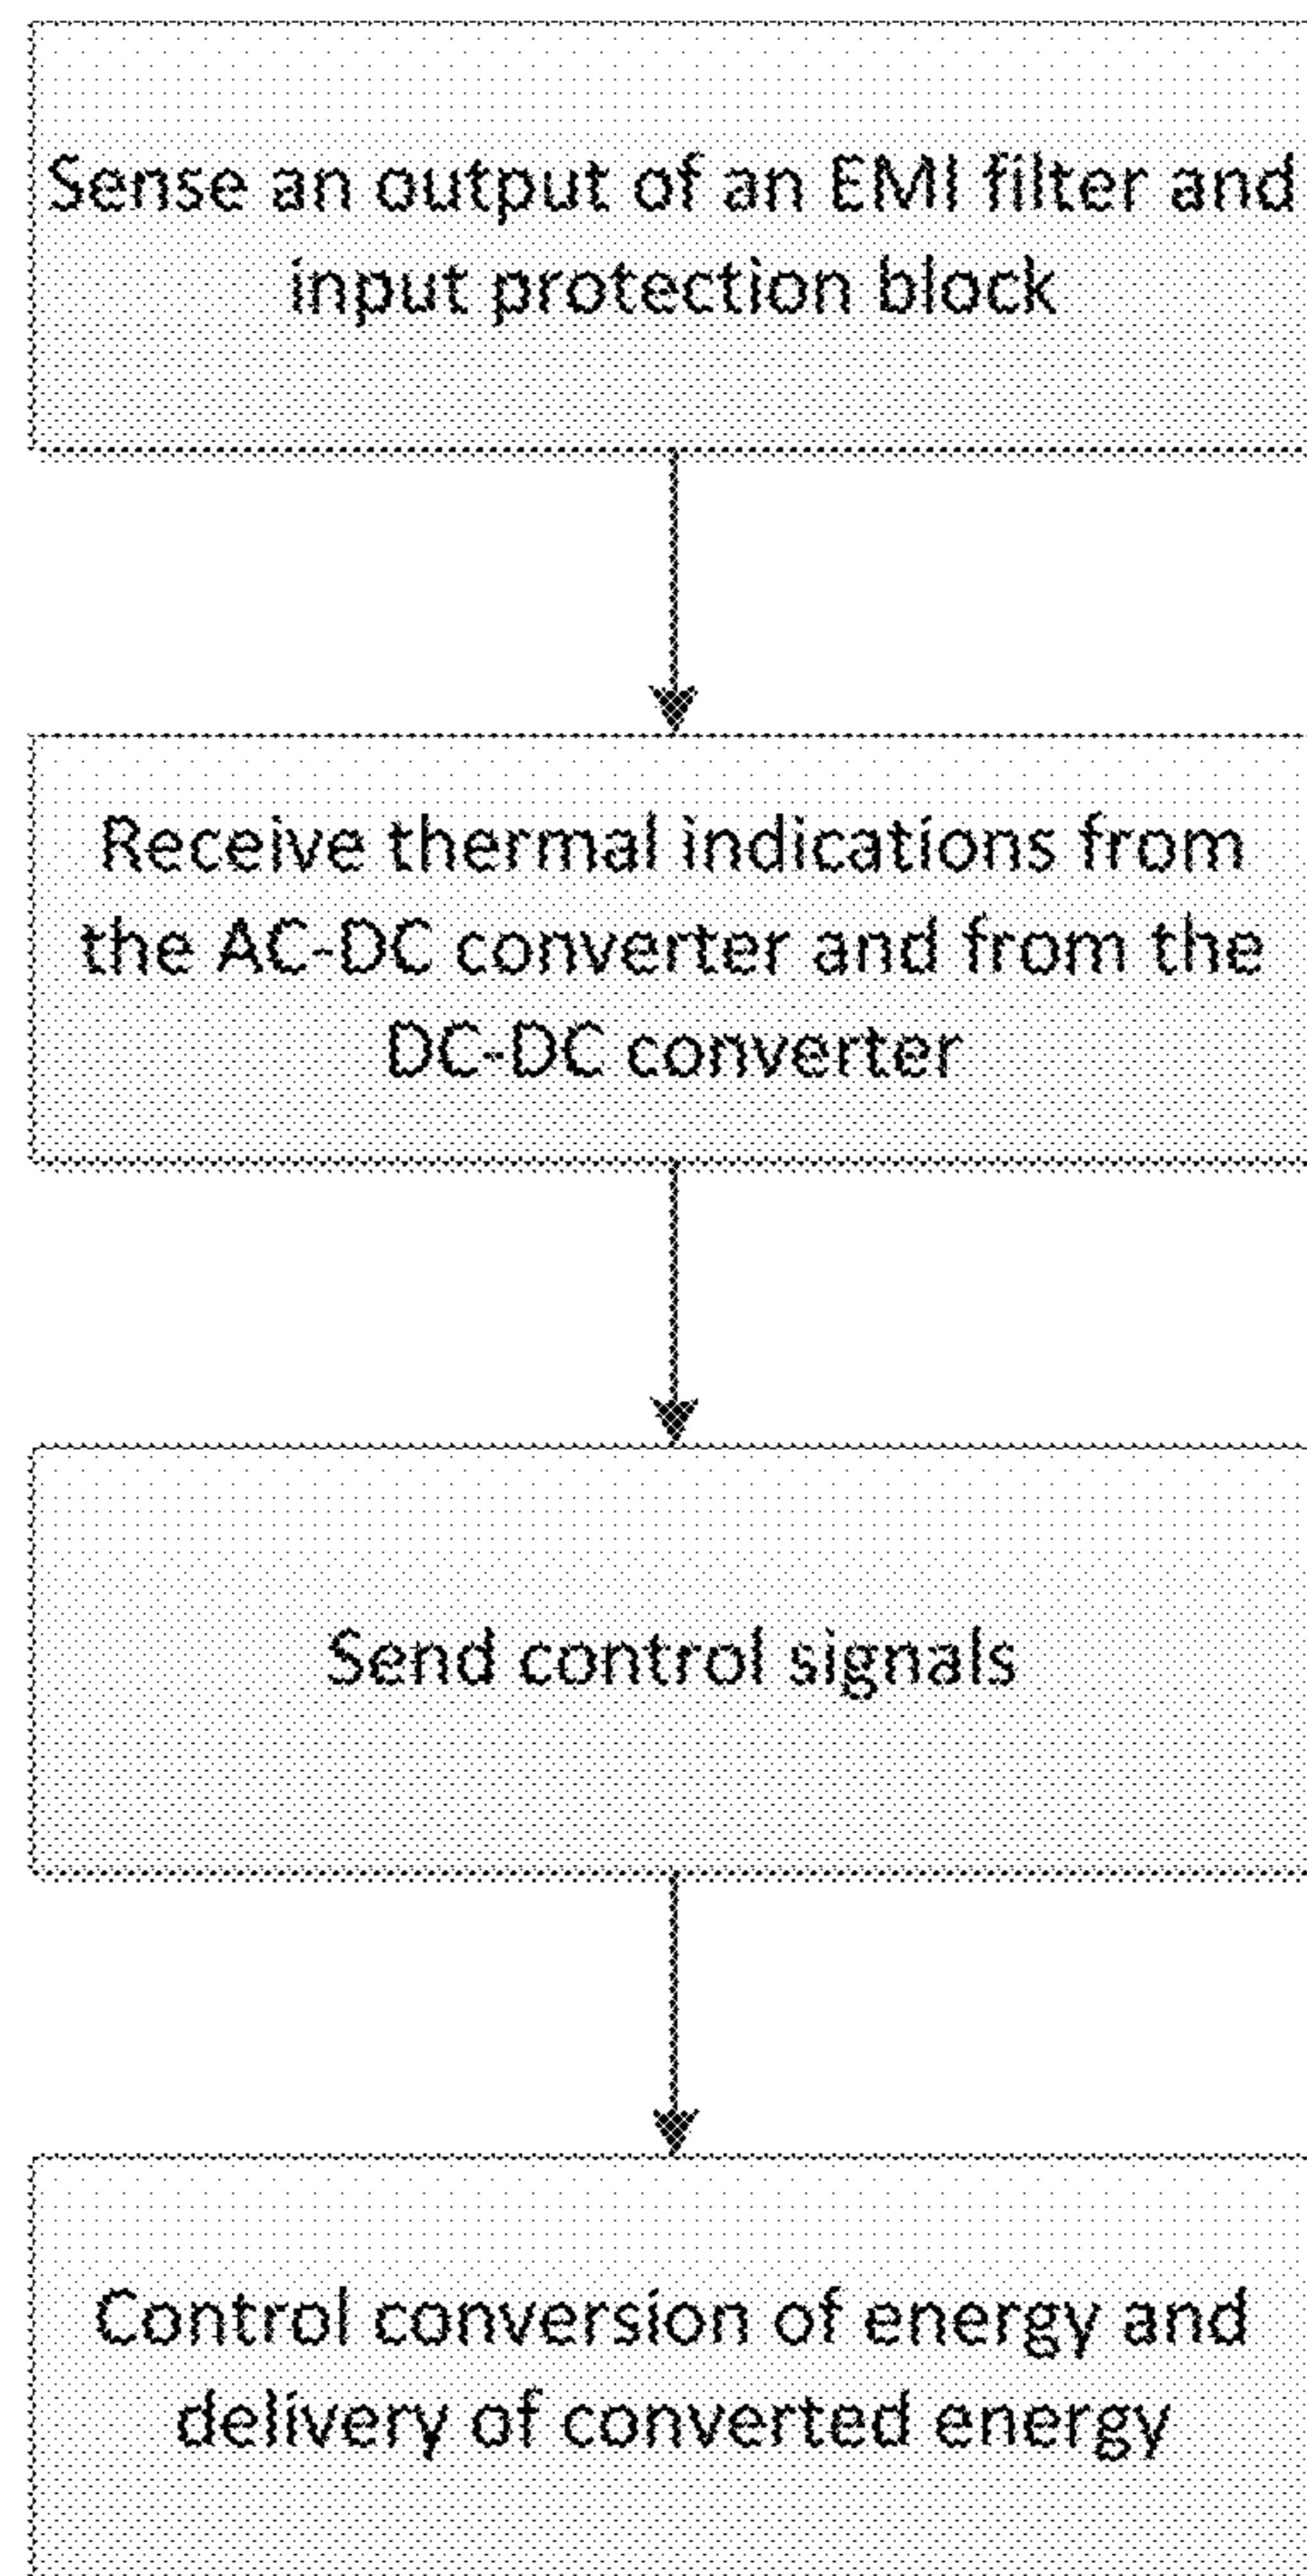 Sense an output of an EMI filter and
input protection block
Receive thermal indications from
the AC-DC converter and from the
DC-DC converter
Send control signals
Control conversion of energy and
delivery of converted energy